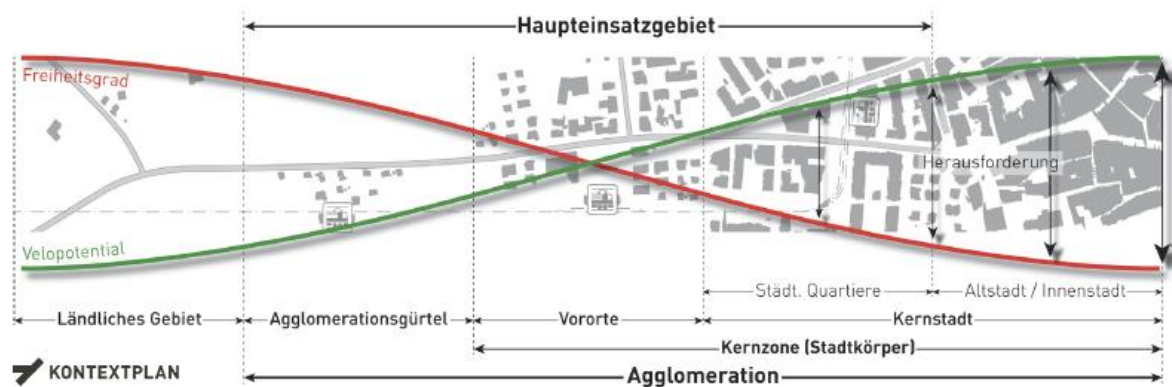 Haupteinsatzgebiet
Freiheitsgrad
Herausforderung
Velopotential
Städt. Quartiere
Altstadt / Innenstadt
Ländliches Gebiet
Agglomerationsgürtel
Vororte
Kernstadt
Kernzone (Stadtkörper)
KONTEXTPLAN
Agglomeration